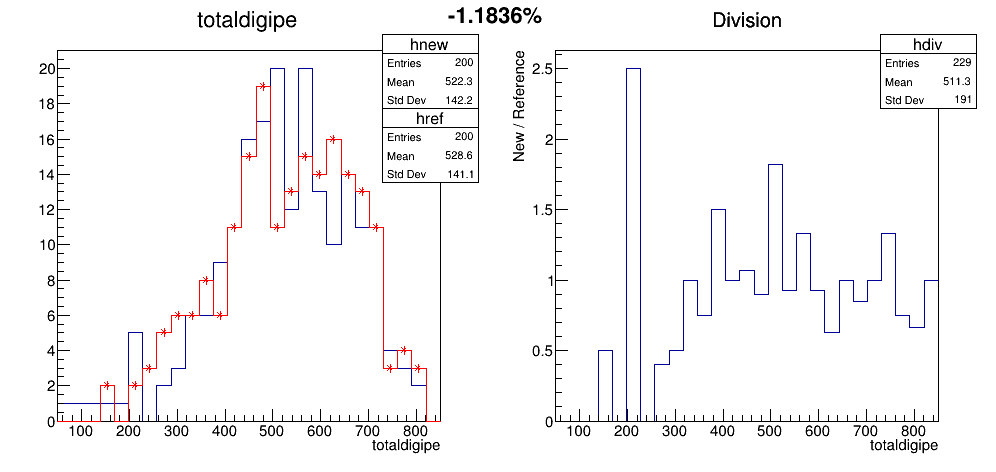 -1.1836%
totaldigipe
hnew
Entries 200
Mean 522.3
Std Dev 142.2
href
Entries 200
Mean 528.6
Std Dev 141.1
20
18
16
14
12
10
8
6
4
2
0
100 200 300 400 500 600 700 800
totaldigipe
Division
hdiv
Entries 229
Mean 511.3
Std Dev 191
New / Reference
2.5
2
1.5
1
0.5
0
100 200 300 400 500 600 700 800
totaldigipe